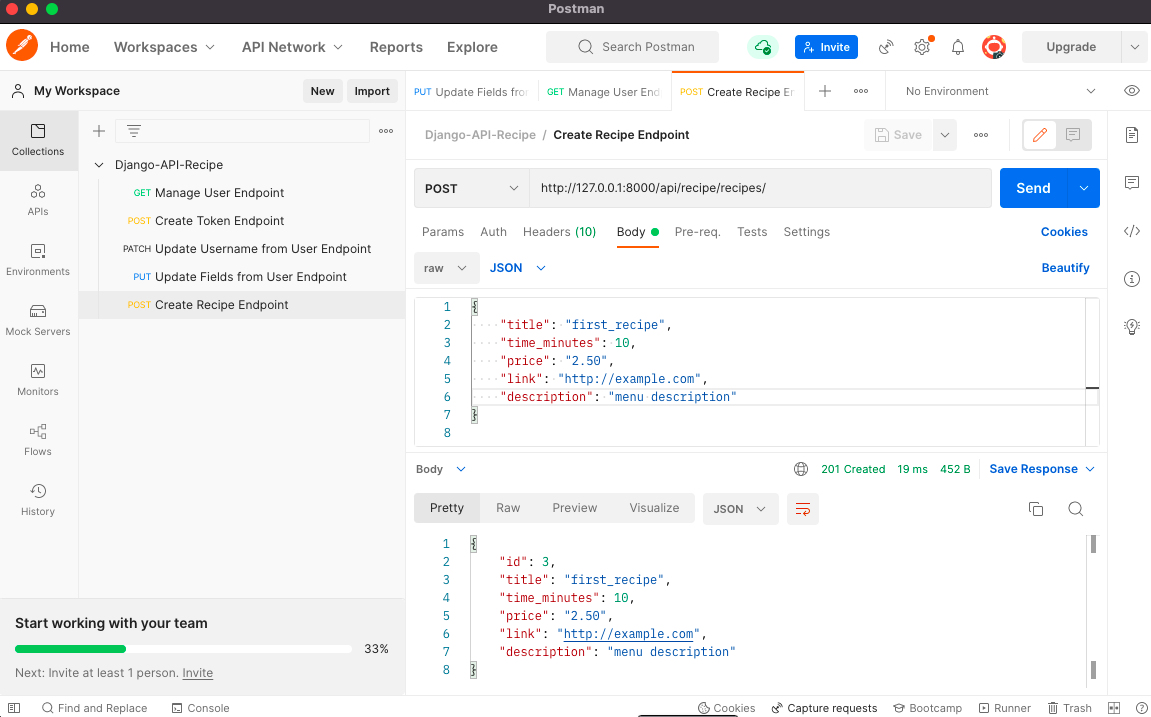 Postman
Home Workspaces API Network Reports Explore Search Postman Invite Upgrade
My Workspace New Import
PUT Update Fields from GET Manage User End POST Create Recipe Er No Environment
Collections
APIs
Environments
Mock Servers
Monitors
Flows
History
Django-API-Recipe
GET Manage User Endpoint
POST Create Token Endpoint
PATCH Update Username from User Endpoint
PUT Update Fields from User Endpoint
POST Create Recipe Endpoint
Start working with your team
33%
Next: Invite at least 1 person. Invite
Django-API-Recipe / Create Recipe Endpoint Save
POST http://127.0.0.1:8000/api/recipe/recipes/ Send
Params Auth Headers (10) Body Pre-req. Tests Settings Cookies
raw JSON Beautify
1 {
2 "title": "first_recipe",
3 "time_minutes": 10,
4 "price": "2.50",
5 "link": "http://example.com",
6 "description": "menu description"
7 }
8
Body 201 Created 19 ms 452 B Save Response
Pretty Raw Preview Visualize JSON
1 {
2 "id": 3,
3 "title": "first_recipe",
4 "time_minutes": 10,
5 "price": "2.50",
6 "link": "http://example.com",
7 "description": "menu description"
8 }
Find and Replace Console Cookies Capture requests Bootcamp Runner Trash